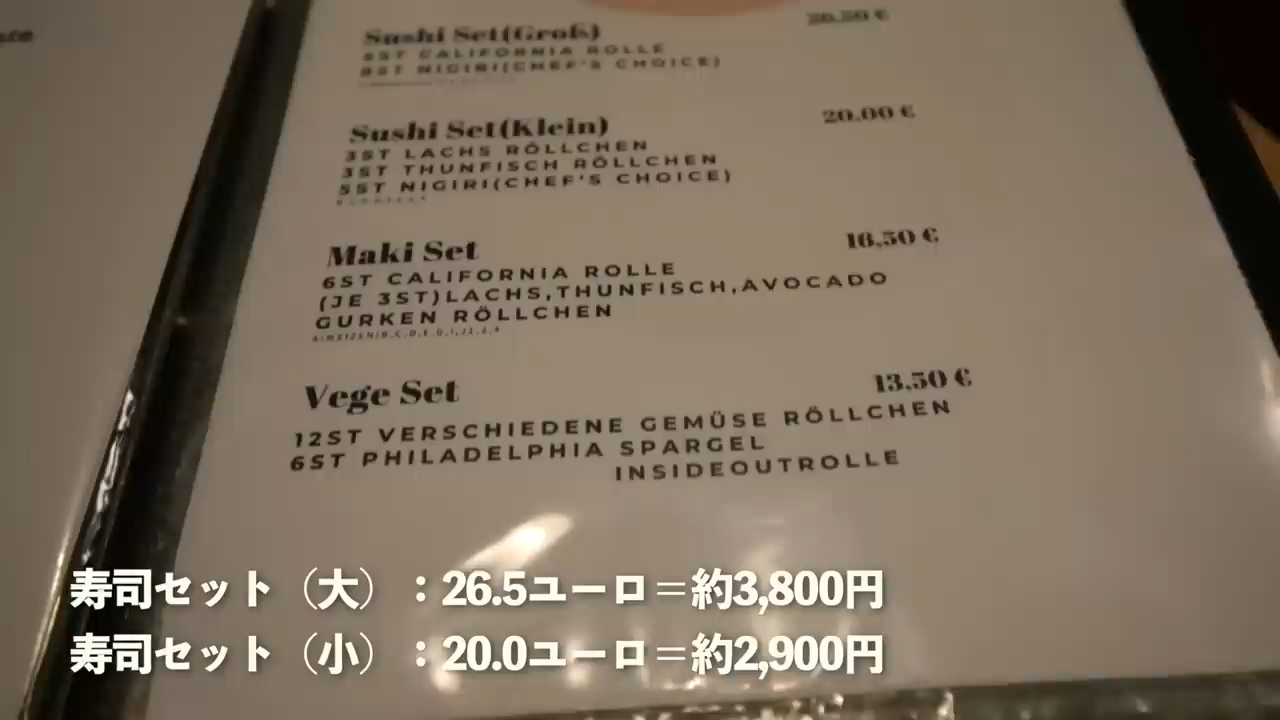 Sushi Set(Groß)
CALIFORNIA ROLLE
NIGIRI(CHEF'S CHOICE)
Sushi Set(Klein)
20.00 €
3ST LACHS RÖLLCHEN
3ST THUNFISCH RÖLLCHEN
5ST NIGIRI(CHEF'S CHOICE)
Maki Set
16,50 €
6ST CALIFORNIA ROLLE
(JE 3ST)LACHS,THUNFISCH,AVOCADO
GURKEN RÖLLCHEN
Vege Set
13,50 €
12ST VERSCHIEDENE GEMÜSE RÖLLCHEN
6ST PHILADELPHIA SPARGEL
INSIDEOUTROLLE
寿司セット（大）：26.5ユーロ＝約3,800円
寿司セット（小）：20.0ユーロ＝約2,900円